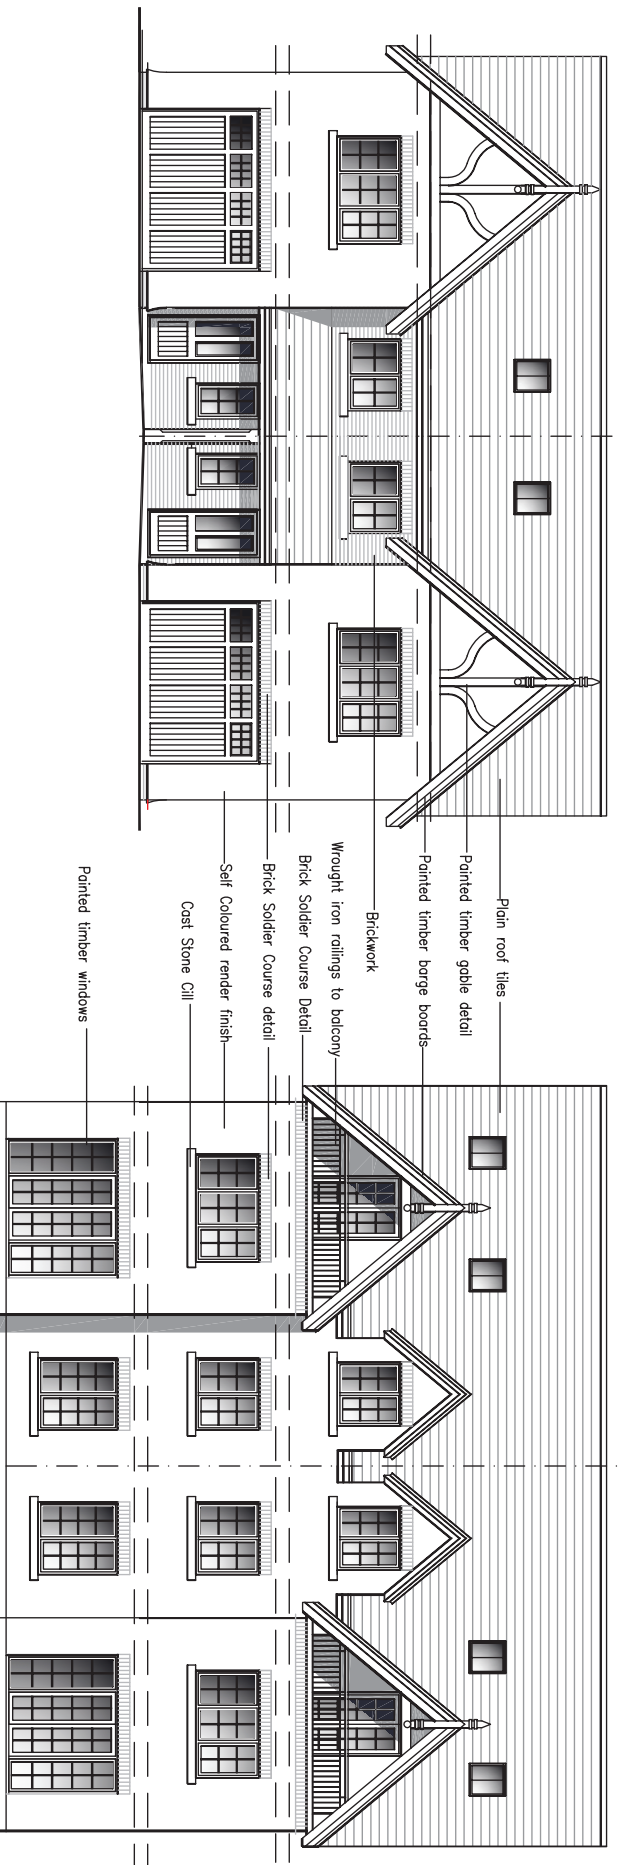 Plain roof tiles
Painted timber gable detail
Painted timber barge boards
Brickwork
Wrought iron railings to balcony
Brick Soldier Course Detail
Brick Soldier Course detail
Self Coloured render finish
Cast Stone Cill
Painted timber windows